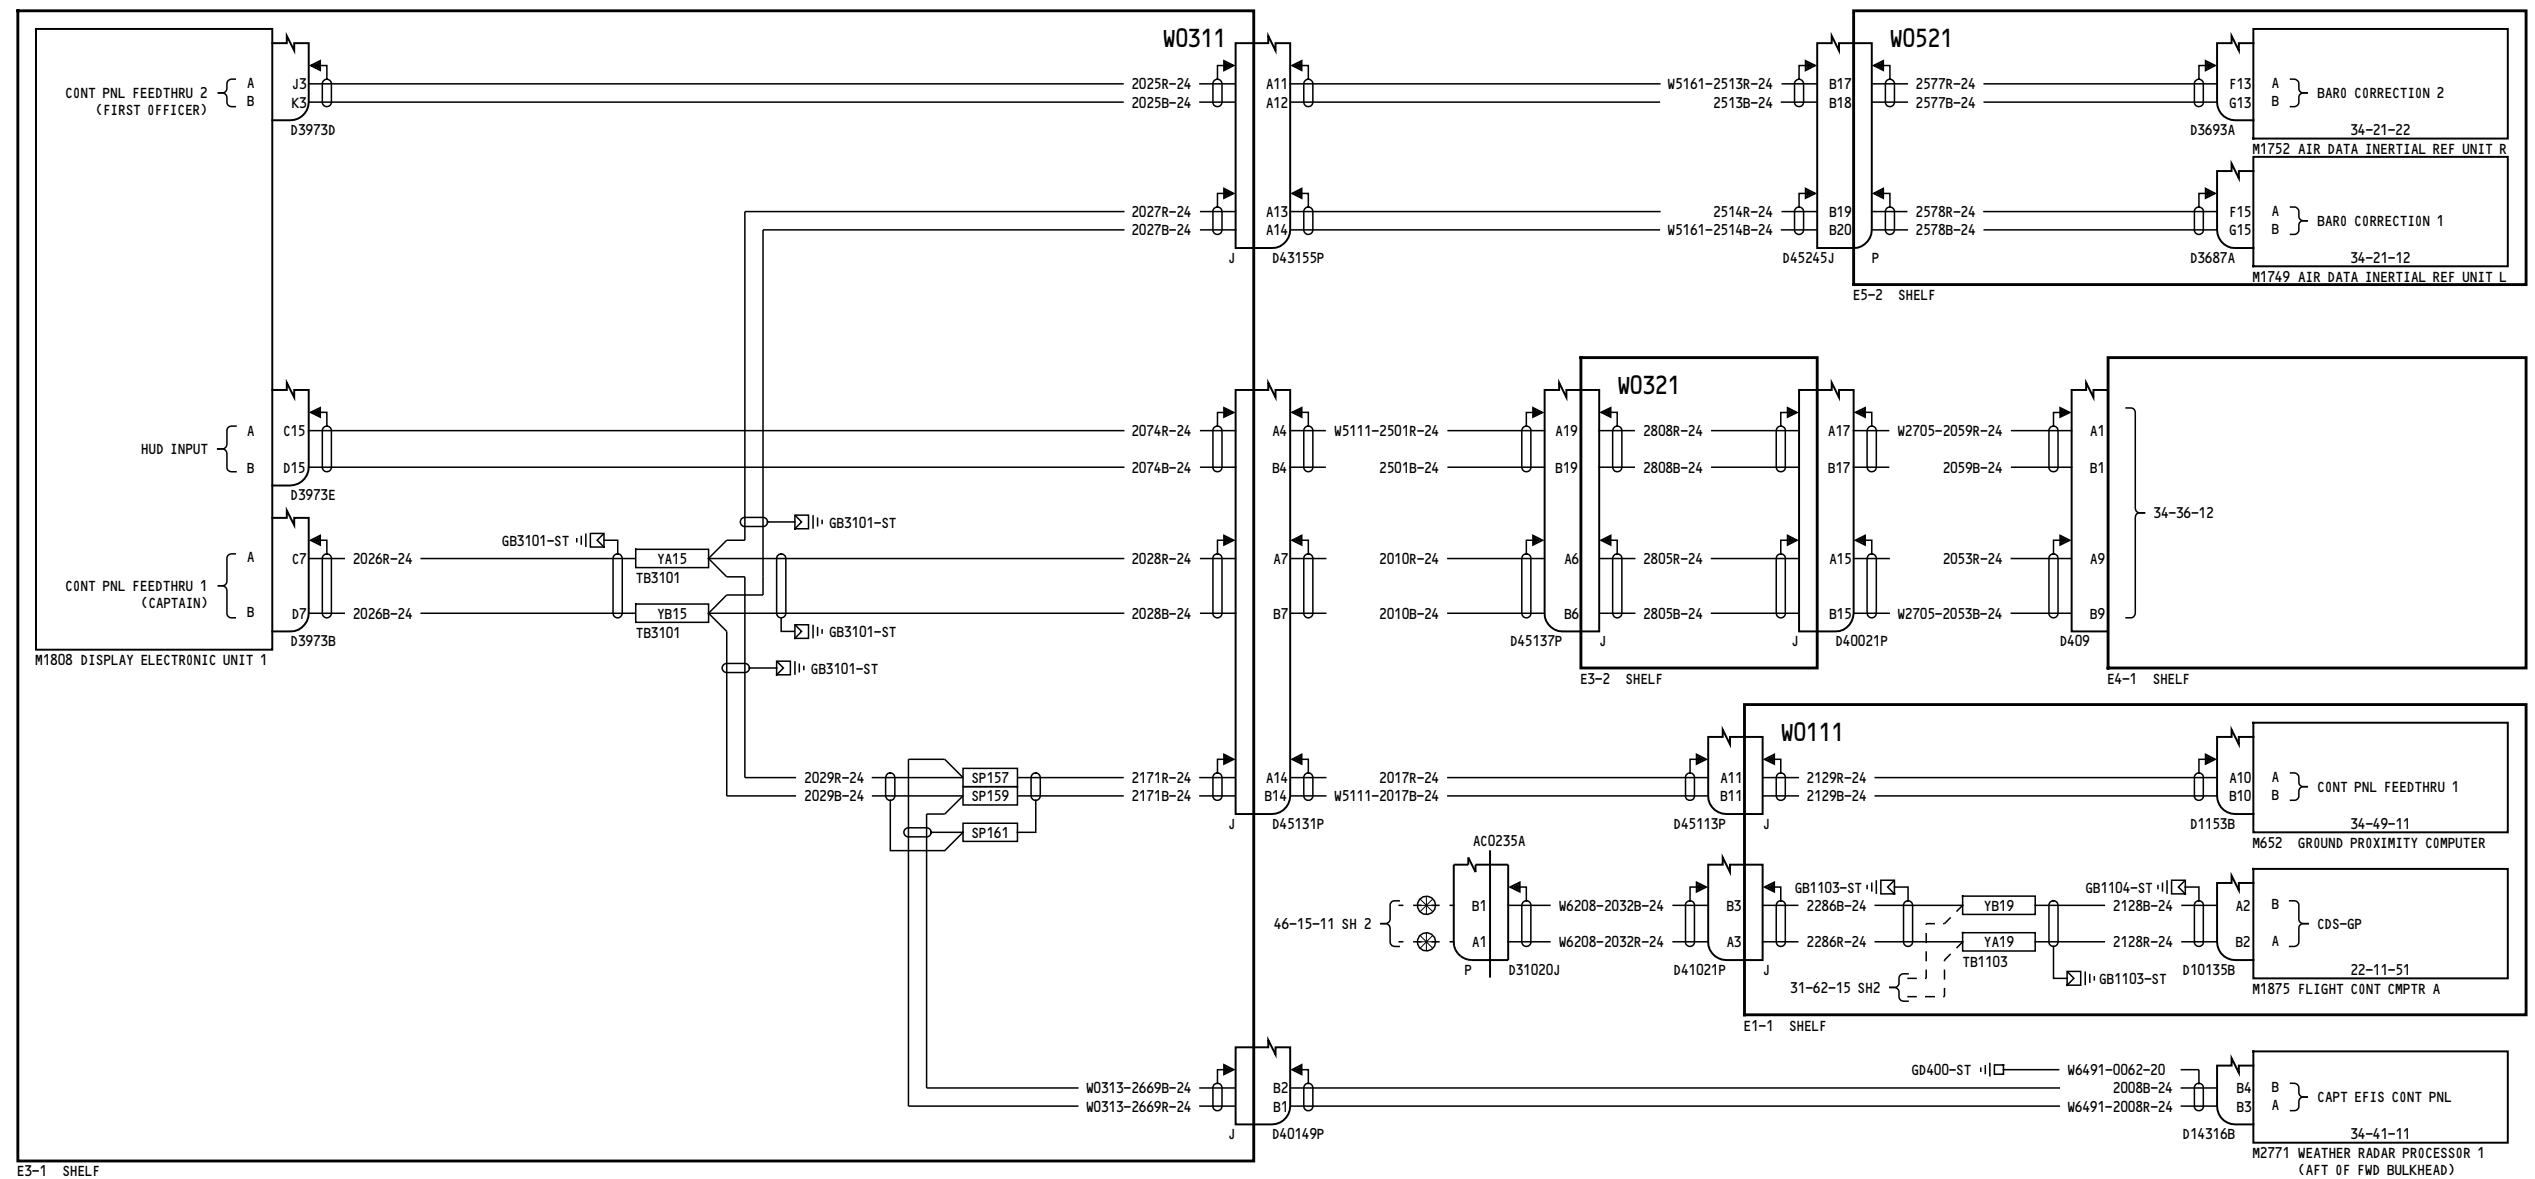 W0311
W0521
CONT PNL FEEDTHRU 2
(FIRST OFFICER)
A
B
J3
K3
D3973D
2025R-24
2025B-24
A11
A12
W5161-2513R-24
2513B-24
B17
B18
2577R-24
2577B-24
F13
G13
D3693A
A
B
BARO CORRECTION 2
34-21-22
M1752 AIR DATA INERTIAL REF UNIT R
2027R-24
2027B-24
A13
A14
J
D43155P
2514R-24
W5161-2514B-24
B19
B20
D45245J
P
2578R-24
2578B-24
F15
G15
D3687A
A
B
BARO CORRECTION 1
34-21-12
M1749 AIR DATA INERTIAL REF UNIT L
E5-2 SHELF
W0321
HUD INPUT
A
B
C15
D15
D3973E
2074R-24
2074B-24
A4
B4
W5111-2501R-24
2501B-24
A19
B19
2808R-24
2808B-24
A17
B17
W2705-2059R-24
2059B-24
A1
B1
34-36-12
GB3101-ST
GB3101-ST
CONT PNL FEEDTHRU 1
(CAPTAIN)
A
B
C7
D7
D3973B
2026R-24
2026B-24
YA15
TB3101
YB15
TB3101
GB3101-ST
GB3101-ST
2028R-24
2028B-24
A7
B7
2010R-24
2010B-24
A6
B6
D45137P
J
2805R-24
2805B-24
A15
B15
J
D40021P
2053R-24
W2705-2053B-24
A9
B9
D409
M1808 DISPLAY ELECTRONIC UNIT 1
E3-2 SHELF
E4-1 SHELF
W0111
2029R-24
2029B-24
SP157
SP159
SP161
2171R-24
2171B-24
A14
B14
J
D45131P
2017R-24
W5111-2017B-24
A11
B11
D45113P
J
2129R-24
2129B-24
A10
B10
D1153B
A
B
CONT PNL FEEDTHRU 1
34-49-11
M652 GROUND PROXIMITY COMPUTER
AC0235A
46-15-11 SH 2
B1
A1
P
D31020J
W6208-2032B-24
W6208-2032R-24
B3
A3
D41021P
J
GB1103-ST
2286B-24
2286R-24
31-62-15 SH2
YB19
YA19
TB1103
GB1104-ST
2128B-24
2128R-24
GB1103-ST
A2
B2
D10135B
B
A
CDS-GP
22-11-51
M1875 FLIGHT CONT CMPTR A
E1-1 SHELF
W0313-2669B-24
W0313-2669R-24
B2
B1
J
D40149P
GD400-ST
W6491-0062-20
2008B-24
W6491-2008R-24
B4
B3
D14316B
B
A
CAPT EFIS CONT PNL
34-41-11
M2771 WEATHER RADAR PROCESSOR 1
(AFT OF FWD BULKHEAD)
E3-1 SHELF